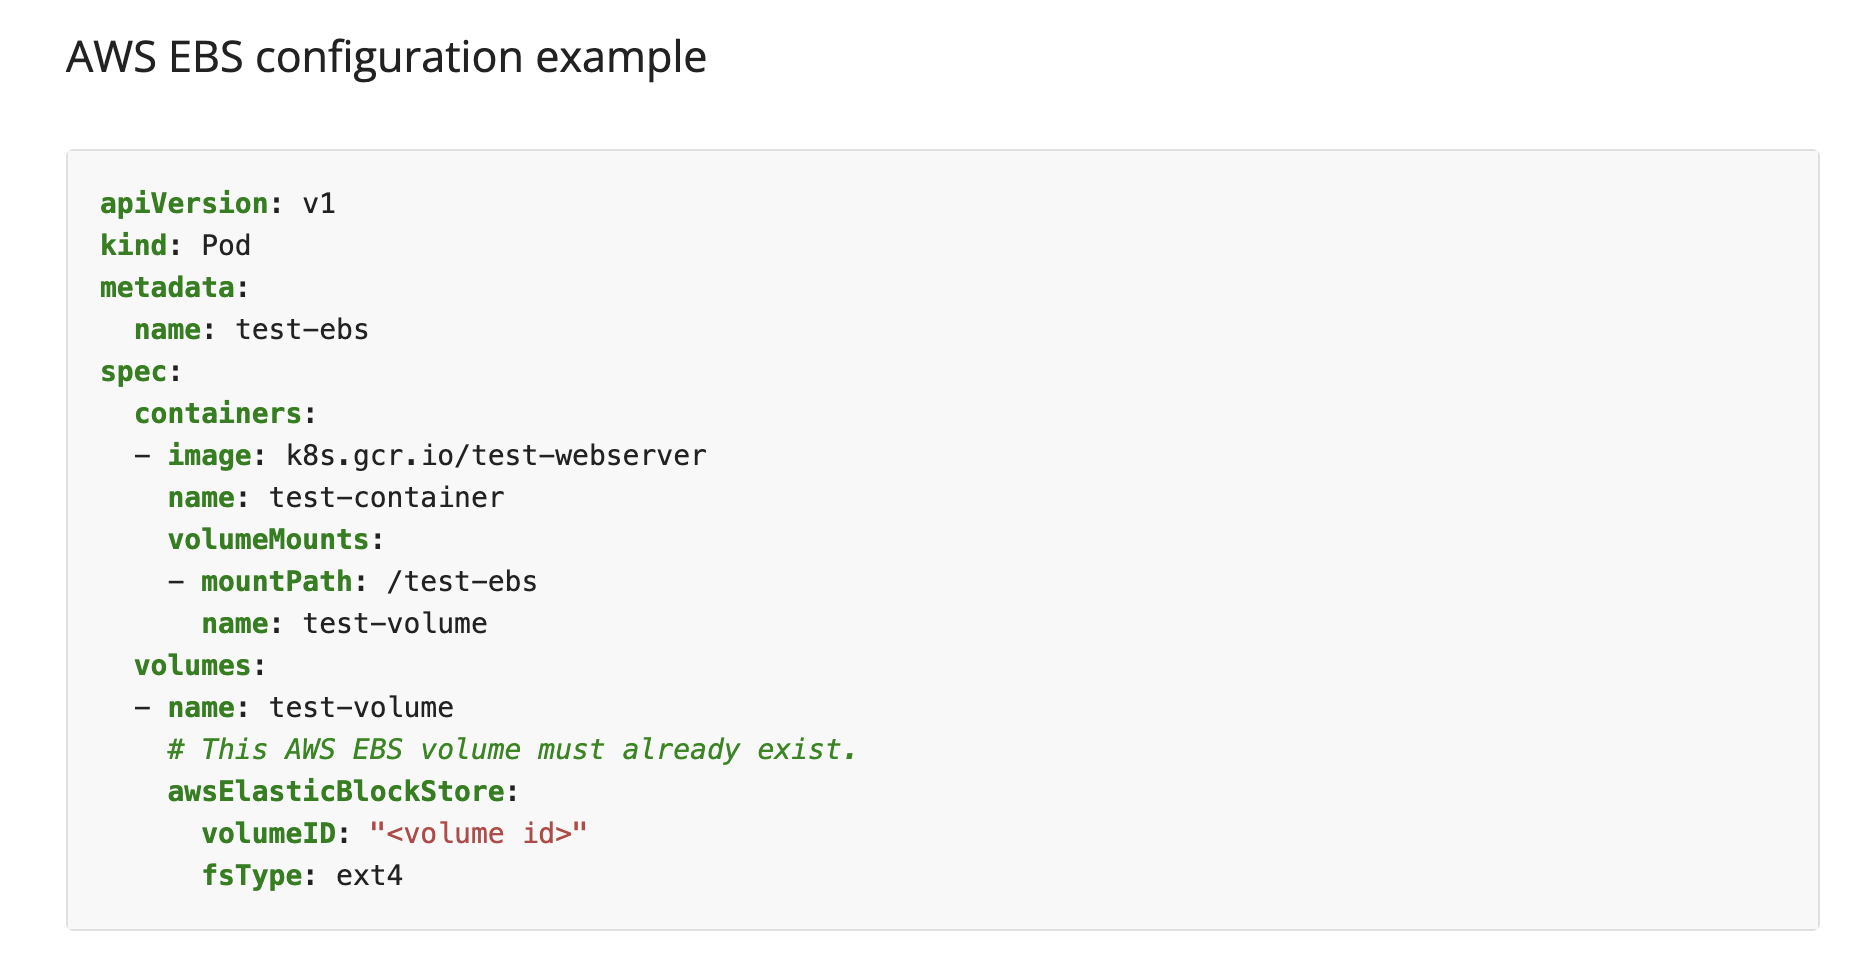 AWS EBS configuration example
apiVersion: v1
kind: Pod
metadata:
  name: test-ebs
spec:
  containers:
  - image: k8s.gcr.io/test-webserver
    name: test-container
    volumeMounts:
    - mountPath: /test-ebs
      name: test-volume
  volumes:
  - name: test-volume
    # This AWS EBS volume must already exist.
    awsElasticBlockStore:
      volumeID: "<volume id>"
      fsType: ext4